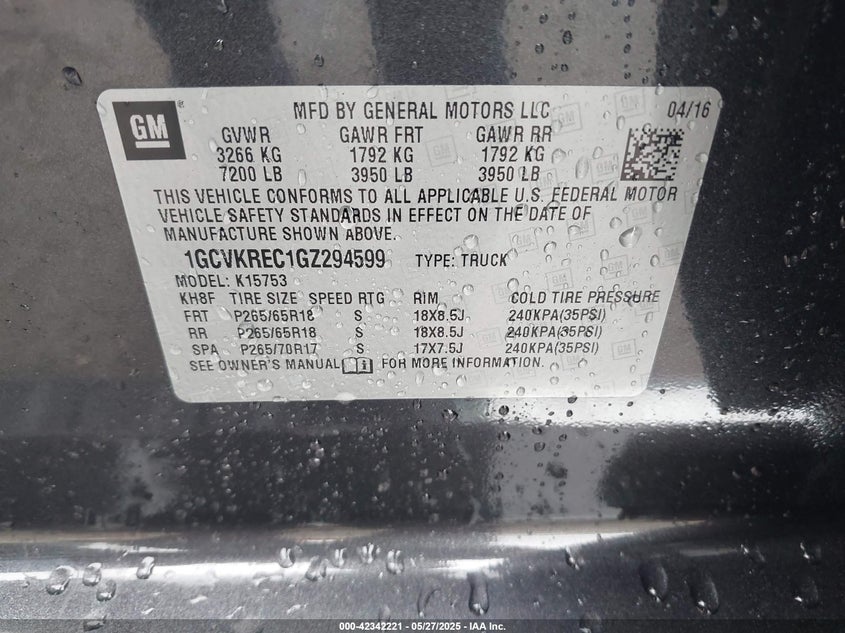 GM
MFD BY GENERAL MOTORS LLC 04/16
GVWR GAWR FRT GAWR RR
3266 KG 1792 KG 1792 KG
7200 LB 3950 LB 3950 LB
THIS VEHICLE CONFORMS TO ALL APPLICABLE U.S. FEDERAL MOTOR
VEHICLE SAFETY STANDARDS IN EFFECT ON THE DATE OF
MANUFACTURE SHOWN ABOVE.
1GCVKREC1GZ294599 TYPE: TRUCK
MODEL: K15753
KH8F TIRE SIZE SPEED RTG RIM COLD TIRE PRESSURE
FRT P265/65R18 S 18X8.5J 240KPA(35PSI)
RR P265/65R18 S 18X8.5J 240KPA(35PSI)
SPA P265/70R17 S 17X7.5J 240KPA(35PSI)
SEE OWNER'S MANUAL FOR MORE INFORMATION.
000-42342221 | 05/27/2025 | IAA Inc.